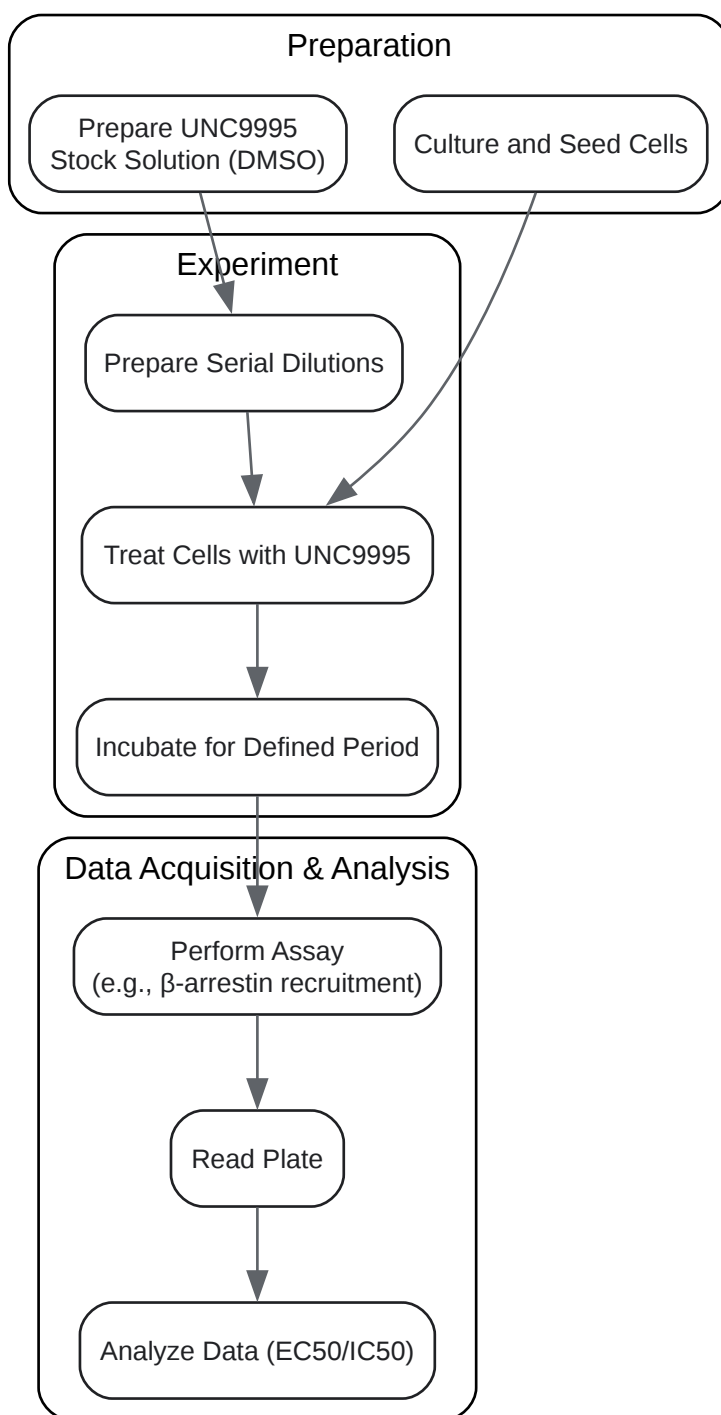 Preparation
Prepare UNC9995
Stock Solution (DMSO)
Culture and Seed Cells
Experiment
Prepare Serial Dilutions
Treat Cells with UNC9995
Incubate for Defined Period
Data Acquisition & Analysis
Perform Assay
(e.g., β-arrestin recruitment)
Read Plate
Analyze Data (EC50/IC50)